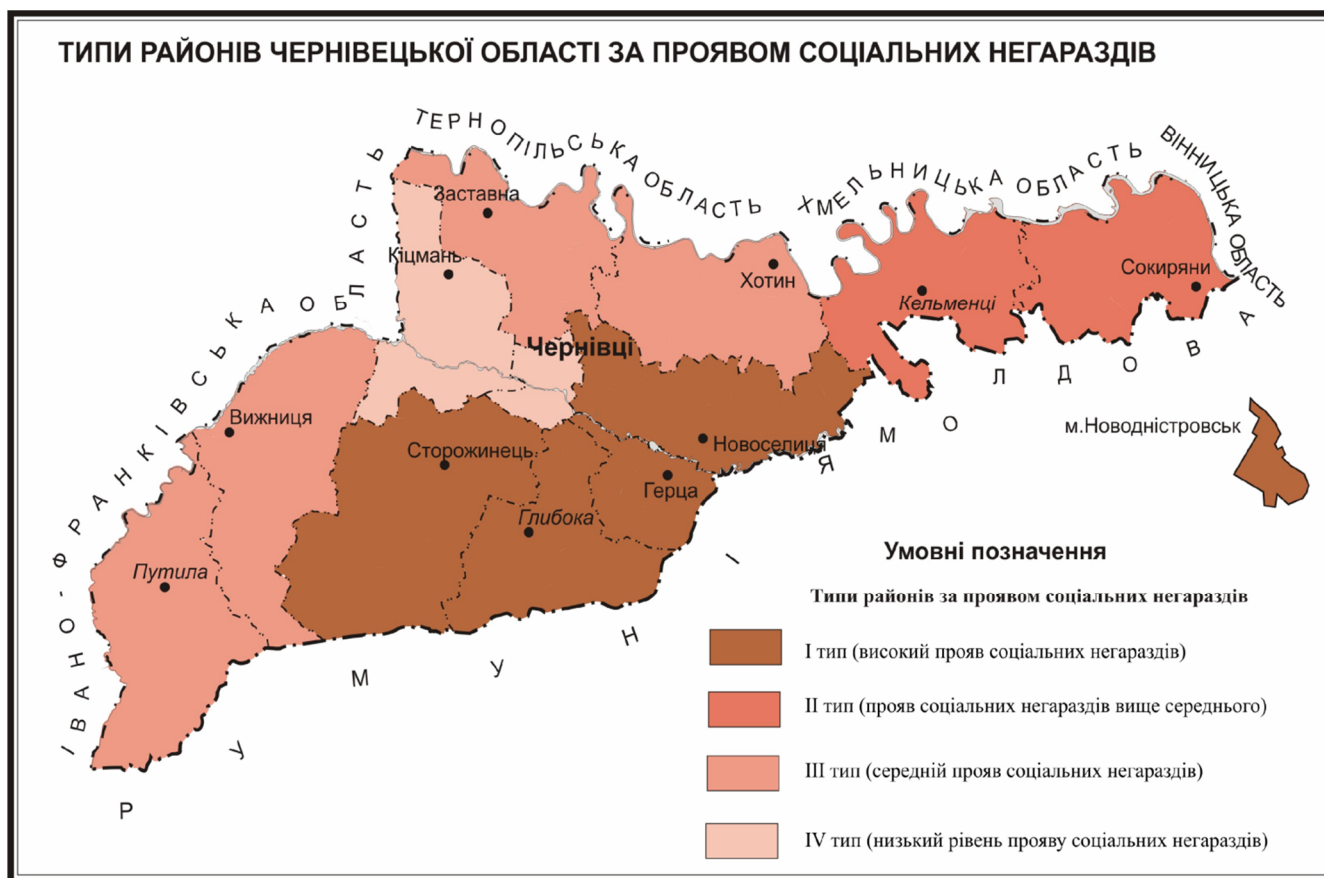 ТИПИ РАЙОНІВ ЧЕРНІВЕЦЬКОЇ ОБЛАСТІ ЗА ПРОЯВОМ СОЦІАЛЬНИХ НЕГАРАЗДІВ
ІВАНО-ФРАНКІВСЬКА ОБЛАСТЬ
ТЕРНОПІЛЬСЬКА ОБЛАСТЬ
ХМЕЛЬНИЦЬКА ОБЛАСТЬ
ВІННИЦЬКА ОБЛАСТЬ
Заставна
Кіцмань
Хотин
Сокиряни
Кельменці
Чернівці
Вижниця
Сторожинець
Новоселиця
Герца
Глибока
Путила
МОЛДОВА
РУМУНІЯ
м.Новодністровськ
Умовні позначення
Типи районів за проявом соціальних негараздів
I тип (високий прояв соціальних негараздів)
II тип (прояв соціальних негараздів вище середнього)
III тип (середній прояв соціальних негараздів)
IV тип (низький рівень прояву соціальних негараздів)